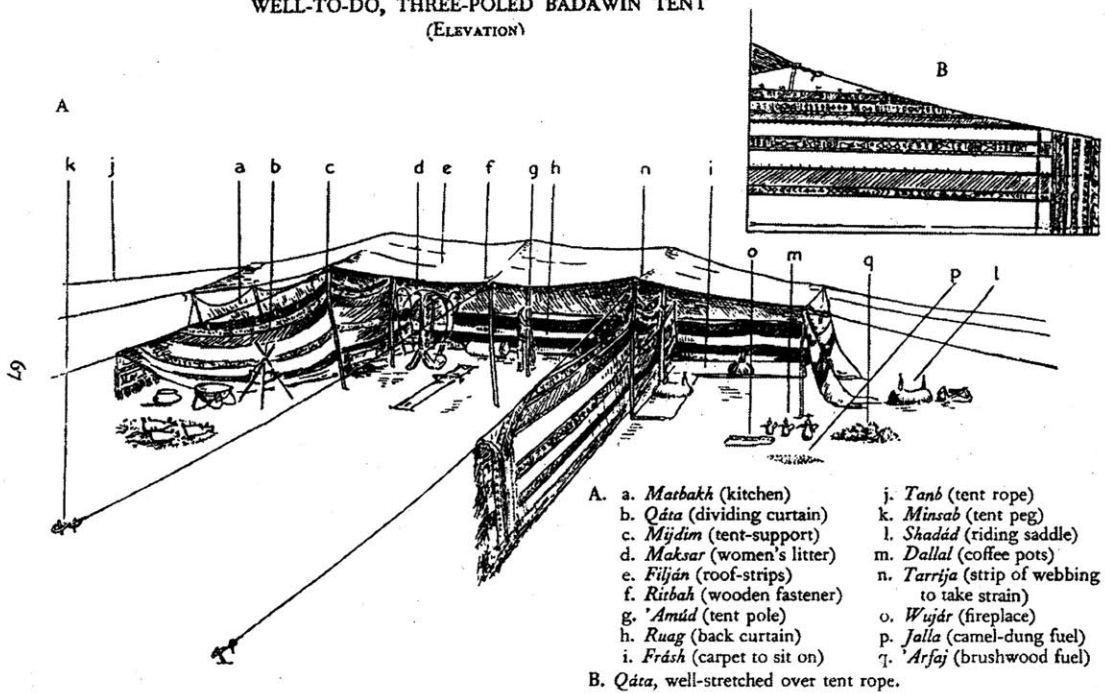 WELL-TO-DO, THREE-POLED BADAWIN TENT
(ELEVATION)
A
B
k j a b c d e f g h n i
o m q p l
67
A. a. Matbakh (kitchen)
b. Qáta (dividing curtain)
c. Mijdim (tent-support)
d. Maksar (women's litter)
e. Filján (roof-strips)
f. Ritbah (wooden fastener)
g. 'Amúd (tent pole)
h. Ruag (back curtain)
i. Frásh (carpet to sit on)
j. Tanb (tent rope)
k. Minsab (tent peg)
l. Shadád (riding saddle)
m. Dallal (coffee pots)
n. Tarrija (strip of webbing
to take strain)
o. Wujár (fireplace)
p. Jalla (camel-dung fuel)
q. 'Arfaj (brushwood fuel)
B. Qáta, well-stretched over tent rope.